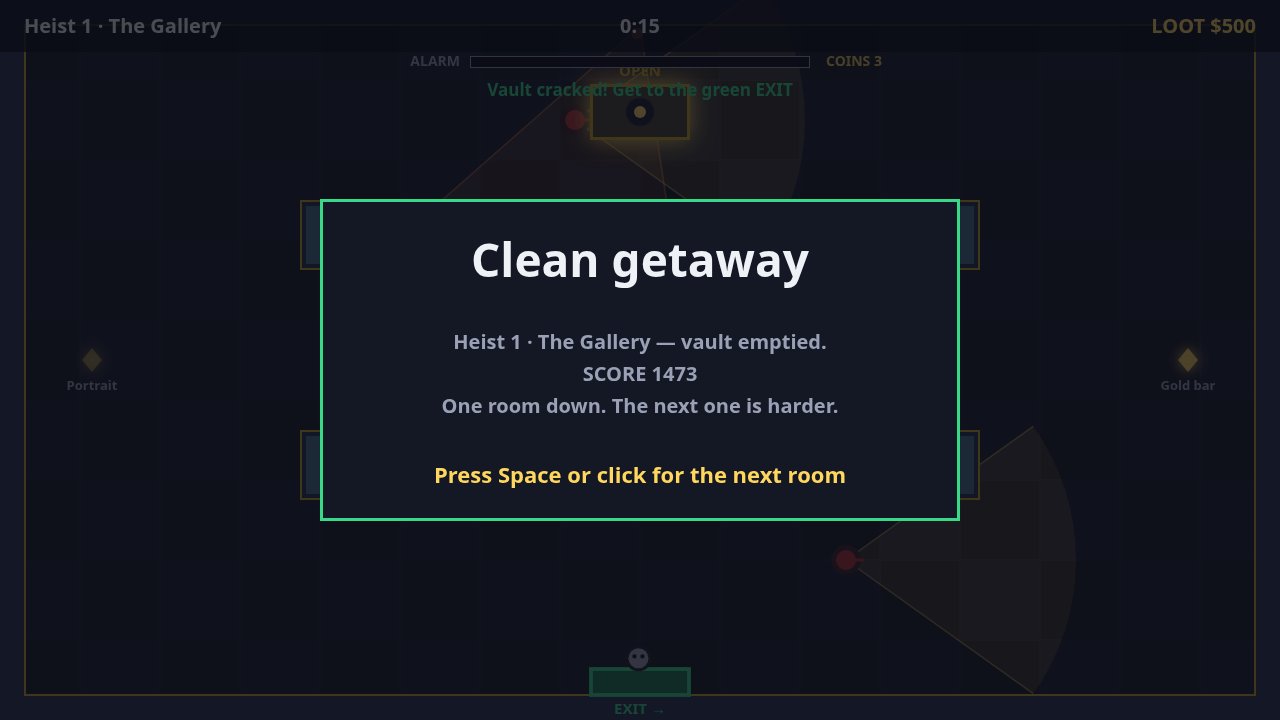 Heist 1 · The Gallery
0:15
LOOT $500
ALARM
COINS 3
OPEN
Vault cracked! Get to the green EXIT
Clean getaway
Heist 1 · The Gallery — vault emptied.
SCORE 1473
One room down. The next one is harder.
Portrait
Gold bar
Press Space or click for the next room
EXIT →